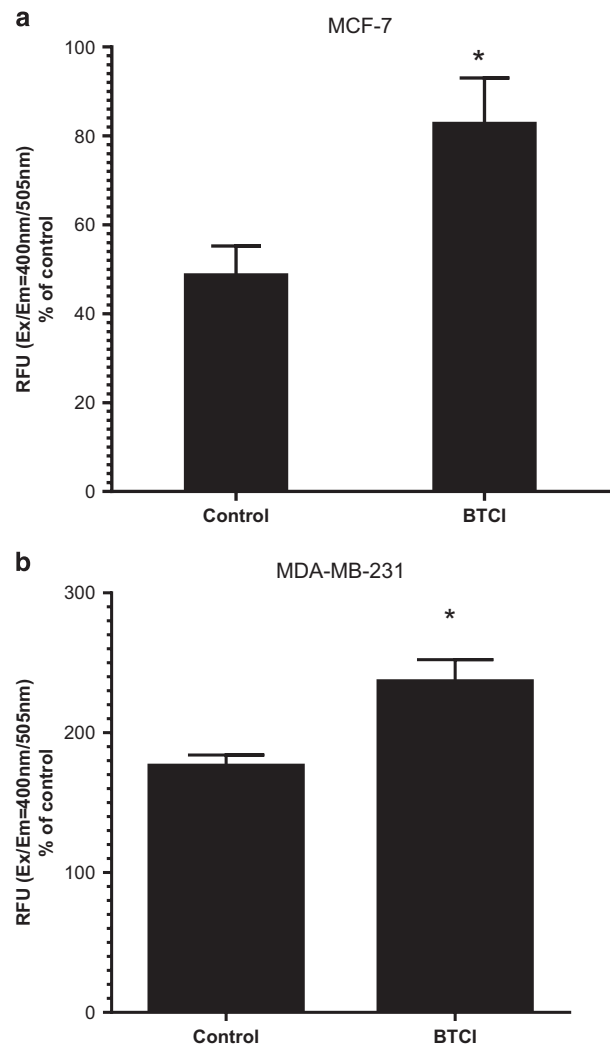 a
MCF-7
100
80
60
40
20
0
RFU (Ex/Em=400nm/505nm)
% of control
*
Control
BTCI
b
MDA-MB-231
300
200
100
0
RFU (Ex/Em=400nm/505nm)
% of control
*
Control
BTCI